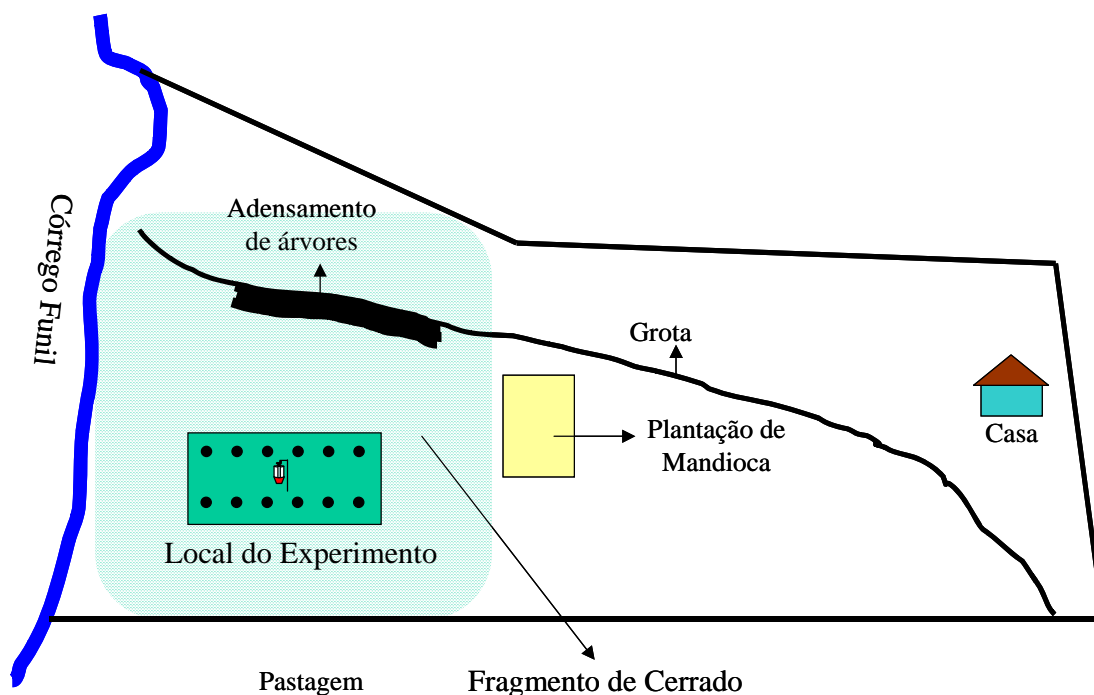 Adensamento
de árvores
Córrego Funil
Grota
Plantação de
Mandioca
Casa
Local do Experimento
Pastagem
Fragmento de Cerrado